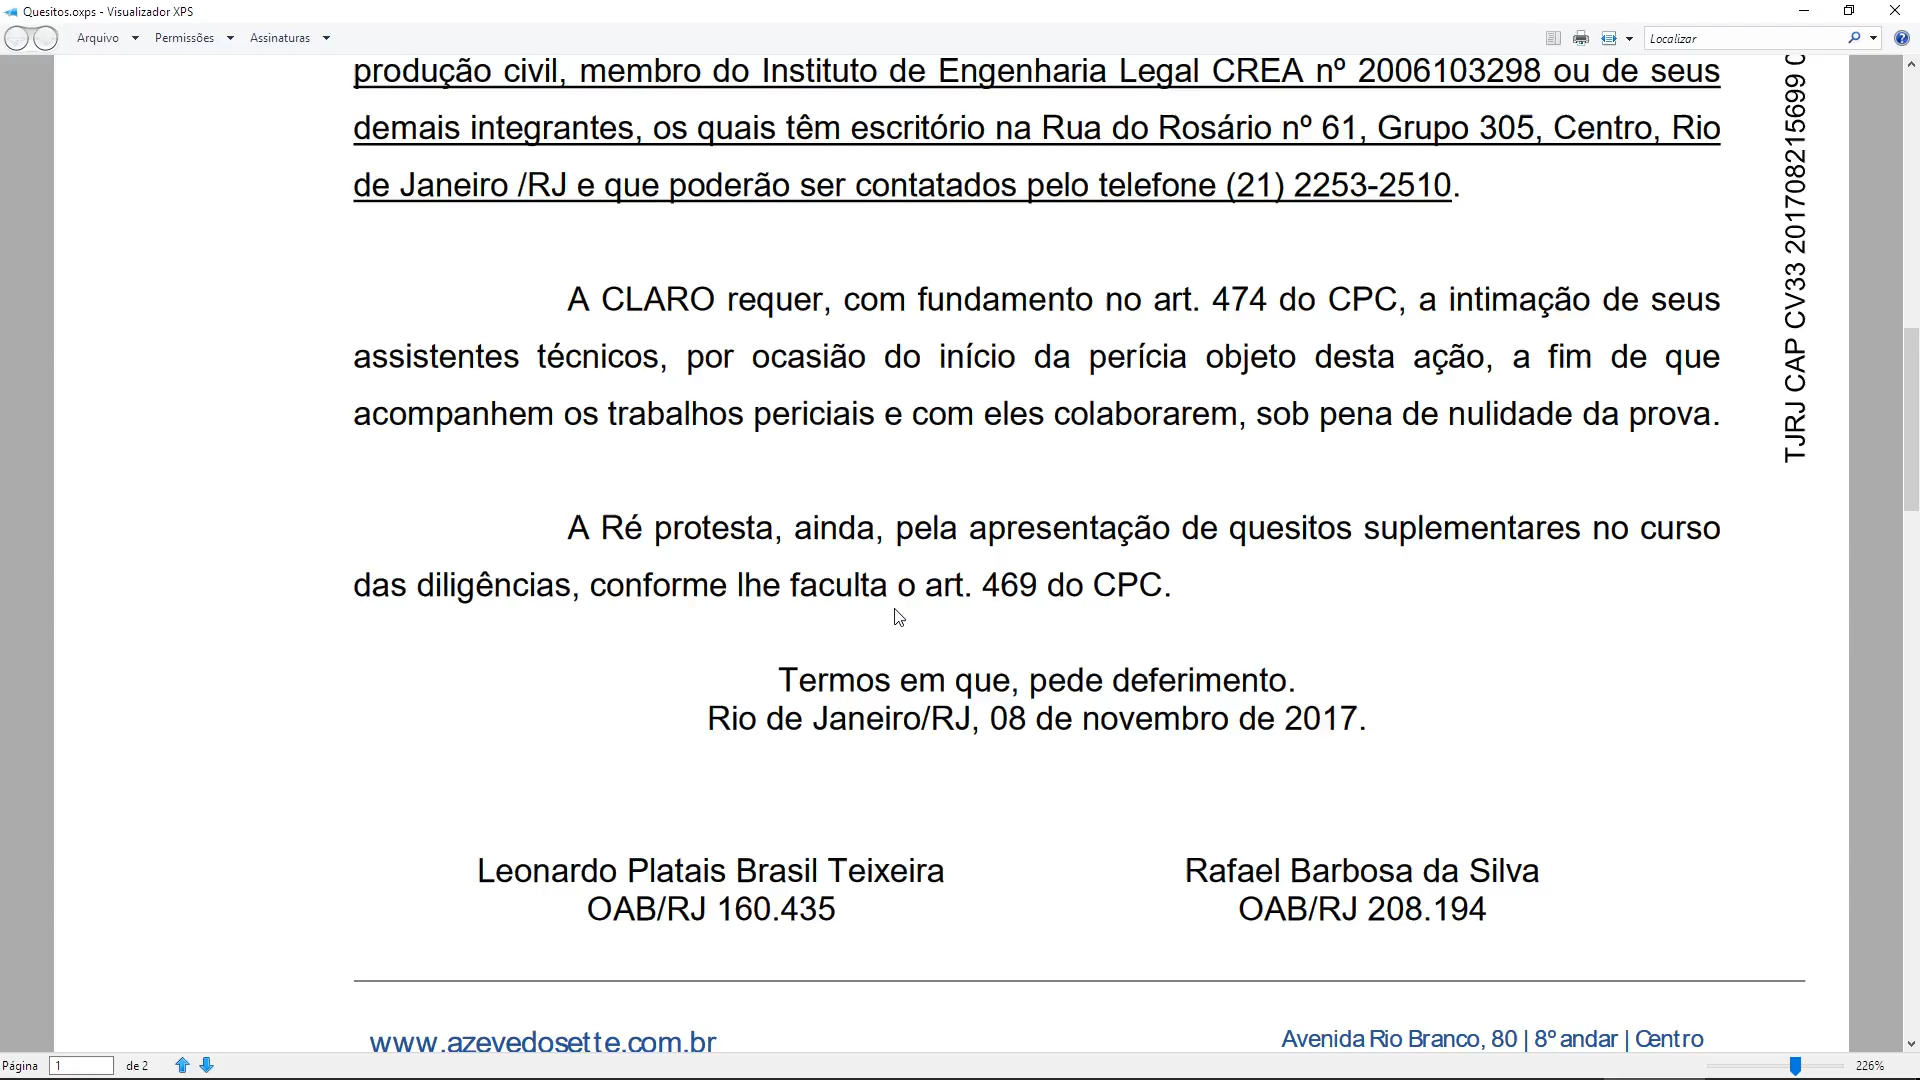 Quesitos.oxps - Visualizador XPS
Arquivo Permissões Assinaturas Localizar
produção civil, membro do Instituto de Engenharia Legal CREA nº 2006103298 ou de seus
demais integrantes, os quais têm escritório na Rua do Rosário nº 61, Grupo 305, Centro, Rio
de Janeiro /RJ e que poderão ser contatados pelo telefone (21) 2253-2510.
A CLARO requer, com fundamento no art. 474 do CPC, a intimação de seus
assistentes técnicos, por ocasião do início da perícia objeto desta ação, a fim de que
acompanhem os trabalhos periciais e com eles colaborarem, sob pena de nulidade da prova.
A Ré protesta, ainda, pela apresentação de quesitos suplementares no curso
das diligências, conforme lhe faculta o art. 469 do CPC.
Termos em que, pede deferimento.
Rio de Janeiro/RJ, 08 de novembro de 2017.
Leonardo Platais Brasil Teixeira
OAB/RJ 160.435
Rafael Barbosa da Silva
OAB/RJ 208.194
www.azevedosette.com.br
Avenida Rio Branco, 80 | 8º andar | Centro
TJRJ CAP CV33 201708215699
Página 1 de 2
226%